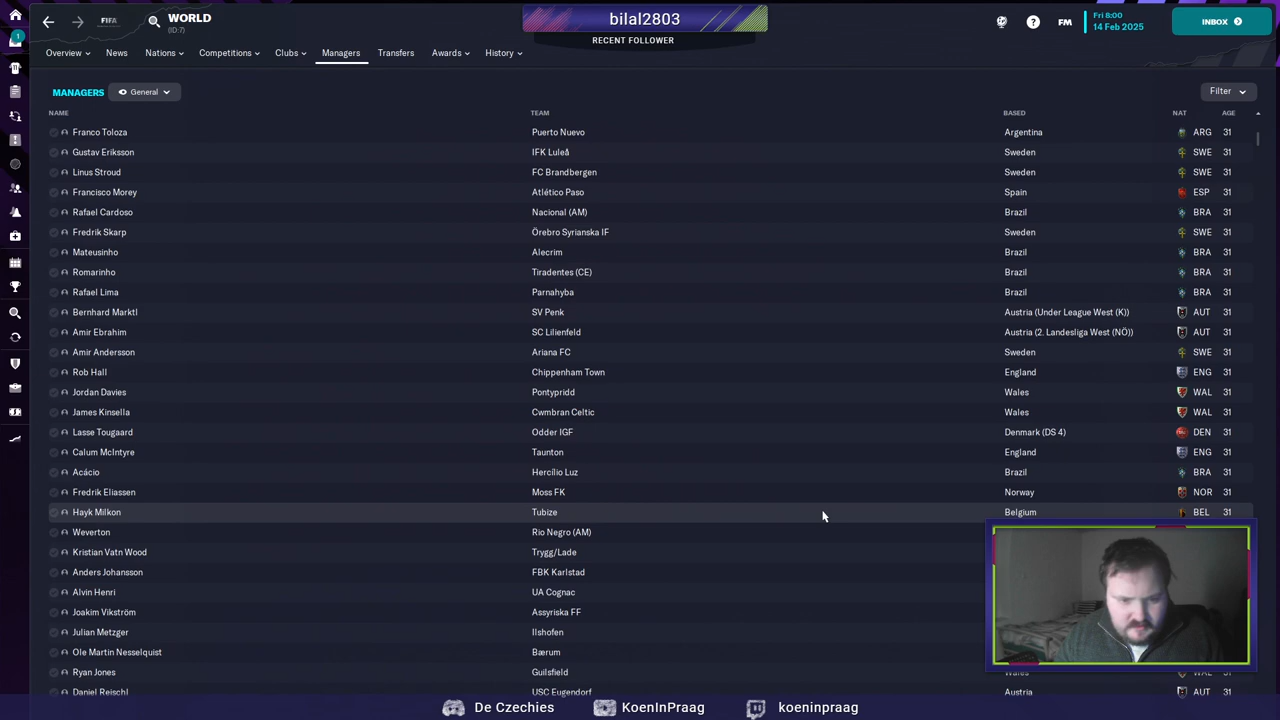 FIFA WORLD
(ID:7)
bilal2803
RECENT FOLLOWER
FM
Fri 8:00
14 Feb 2025
INBOX
1
Overview News Nations Competitions Clubs Managers Transfers Awards History
MANAGERS General Filter
NAME TEAM BASED NAT AGE
Franco Toloza Puerto Nuevo Argentina ARG 31
Gustav Eriksson IFK Luleå Sweden SWE 31
Linus Stroud FC Brandbergen Sweden SWE 31
Francisco Morey Atlético Paso Spain ESP 31
Rafael Cardoso Nacional (AM) Brazil BRA 31
Fredrik Skarp Örebro Syrianska IF Sweden SWE 31
Mateusinho Alecrim Brazil BRA 31
Romarinho Tiradentes (CE) Brazil BRA 31
Rafael Lima Parnahyba Brazil BRA 31
Bernhard Marktl SV Penk Austria (Under League West (K)) AUT 31
Amir Ebrahim SC Lilienfeld Austria (2. Landesliga West (NÖ)) AUT 31
Amir Andersson Ariana FC Sweden SWE 31
Rob Hall Chippenham Town England ENG 31
Jordan Davies Pontypridd Wales WAL 31
James Kinsella Cwmbran Celtic Wales WAL 31
Lasse Tougaard Odder IGF Denmark (DS 4) DEN 31
Calum McIntyre Taunton England ENG 31
Acácio Hercílio Luz Brazil BRA 31
Fredrik Eliassen Moss FK Norway NOR 31
Hayk Milkon Tubize Belgium BEL 31
Weverton Rio Negro (AM)
Kristian Vatn Wood Trygg/Lade
Anders Johansson FBK Karlstad
Alvin Henri UA Cognac
Joakim Vikström Assyriska FF
Julian Metzger Ilshofen
Ole Martin Nesselquist Bærum
Ryan Jones Guilsfield Wales WAL 31
Daniel Reischl USC Eugendorf Austria AUT 31
De Czechies KoenInPraag koeninpraag